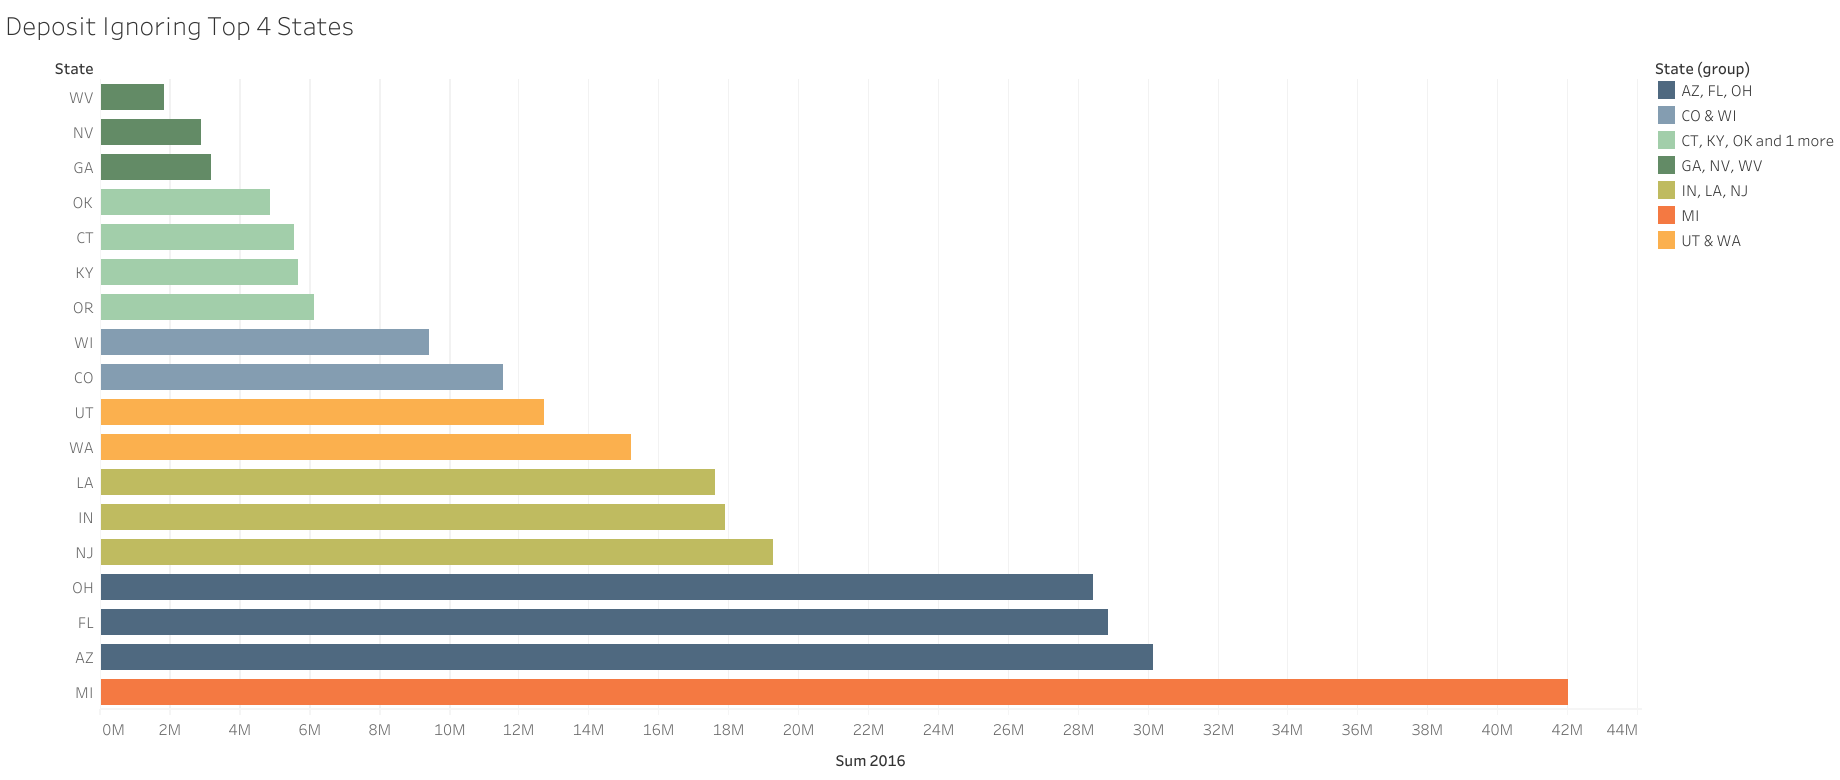 Deposit Ignoring Top 4 States
State
WV
NV
GA
OK
CT
KY
OR
WI
CO
UT
WA
LA
IN
NJ
OH
FL
AZ
MI
0M 2M 4M 6M 8M 10M 12M 14M 16M 18M 20M 22M 24M 26M 28M 30M 32M 34M 36M 38M 40M 42M 44M
Sum 2016
State (group)
AZ, FL, OH
CO & WI
CT, KY, OK and 1 more
GA, NV, WV
IN, LA, NJ
MI
UT & WA